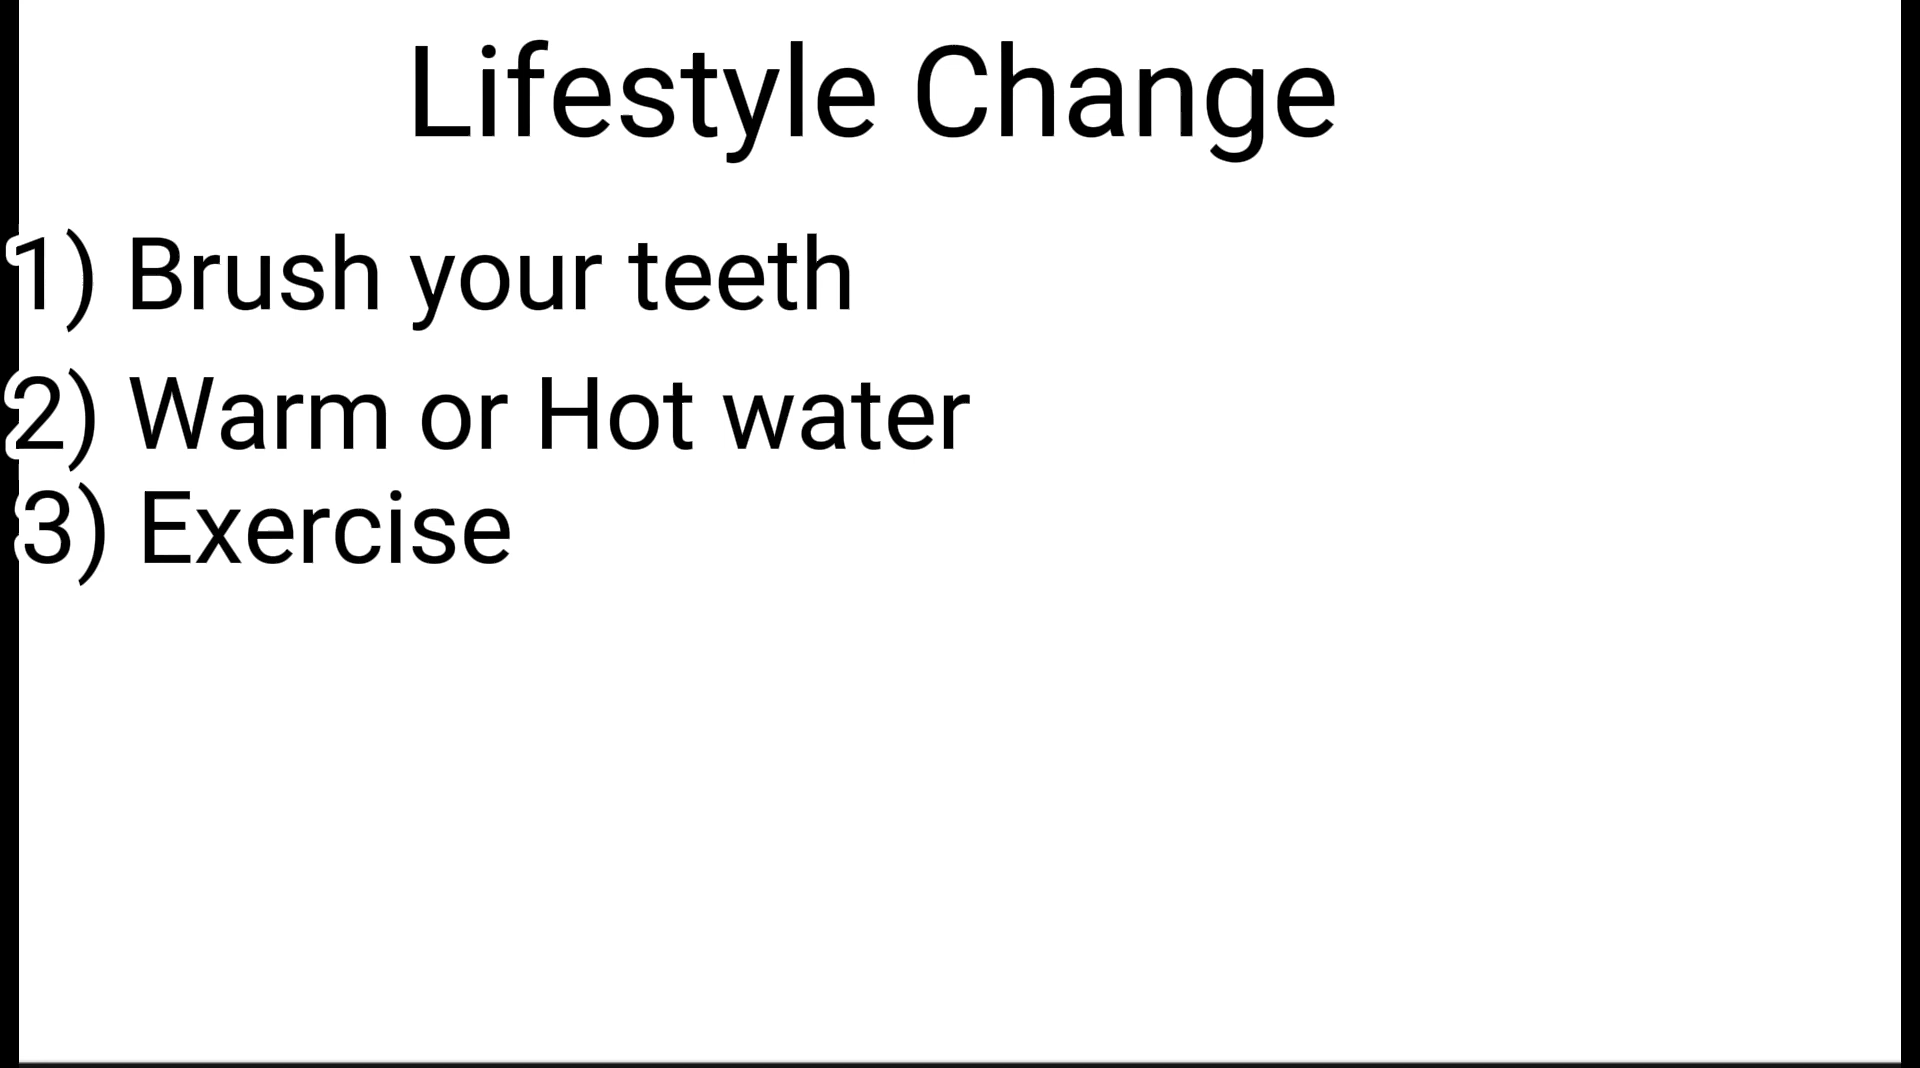 Lifestyle Change
1) Brush your teeth
2) Warm or Hot water
3) Exercise